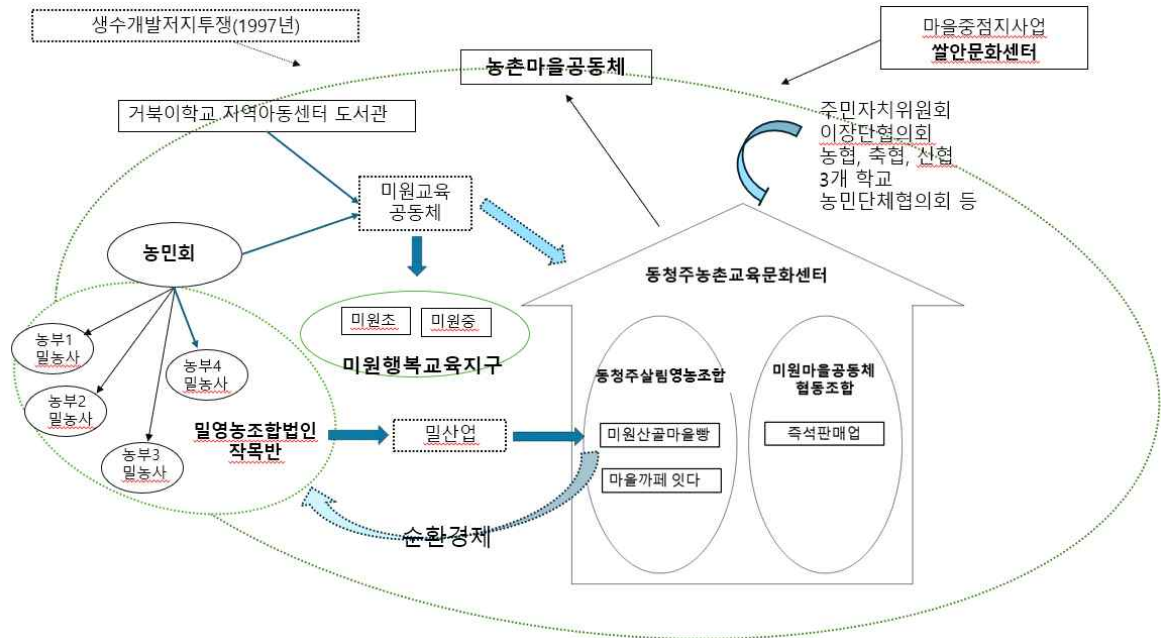 생수개발저지투쟁(1997년)
마을중점지사업
쌀안문화센터
농촌마을공동체
거북이학교 지역아동센터 도서관
주민자치위원회
이장단협의회
농협, 축협, 신협
3개 학교
농민단체협의회 등
미원교육
공동체
농민회
동청주농촌교육문화센터
미원초
미원중
미원행복교육지구
농부1
밀농사
농부2
밀농사
농부3
밀농사
농부4
밀농사
밀영농조합법인
작목반
밀산업
동청주살림영농조합
미원산골마을빵
마을까페 잇다
미원마을공동체
협동조합
즉석판매업
순환경제